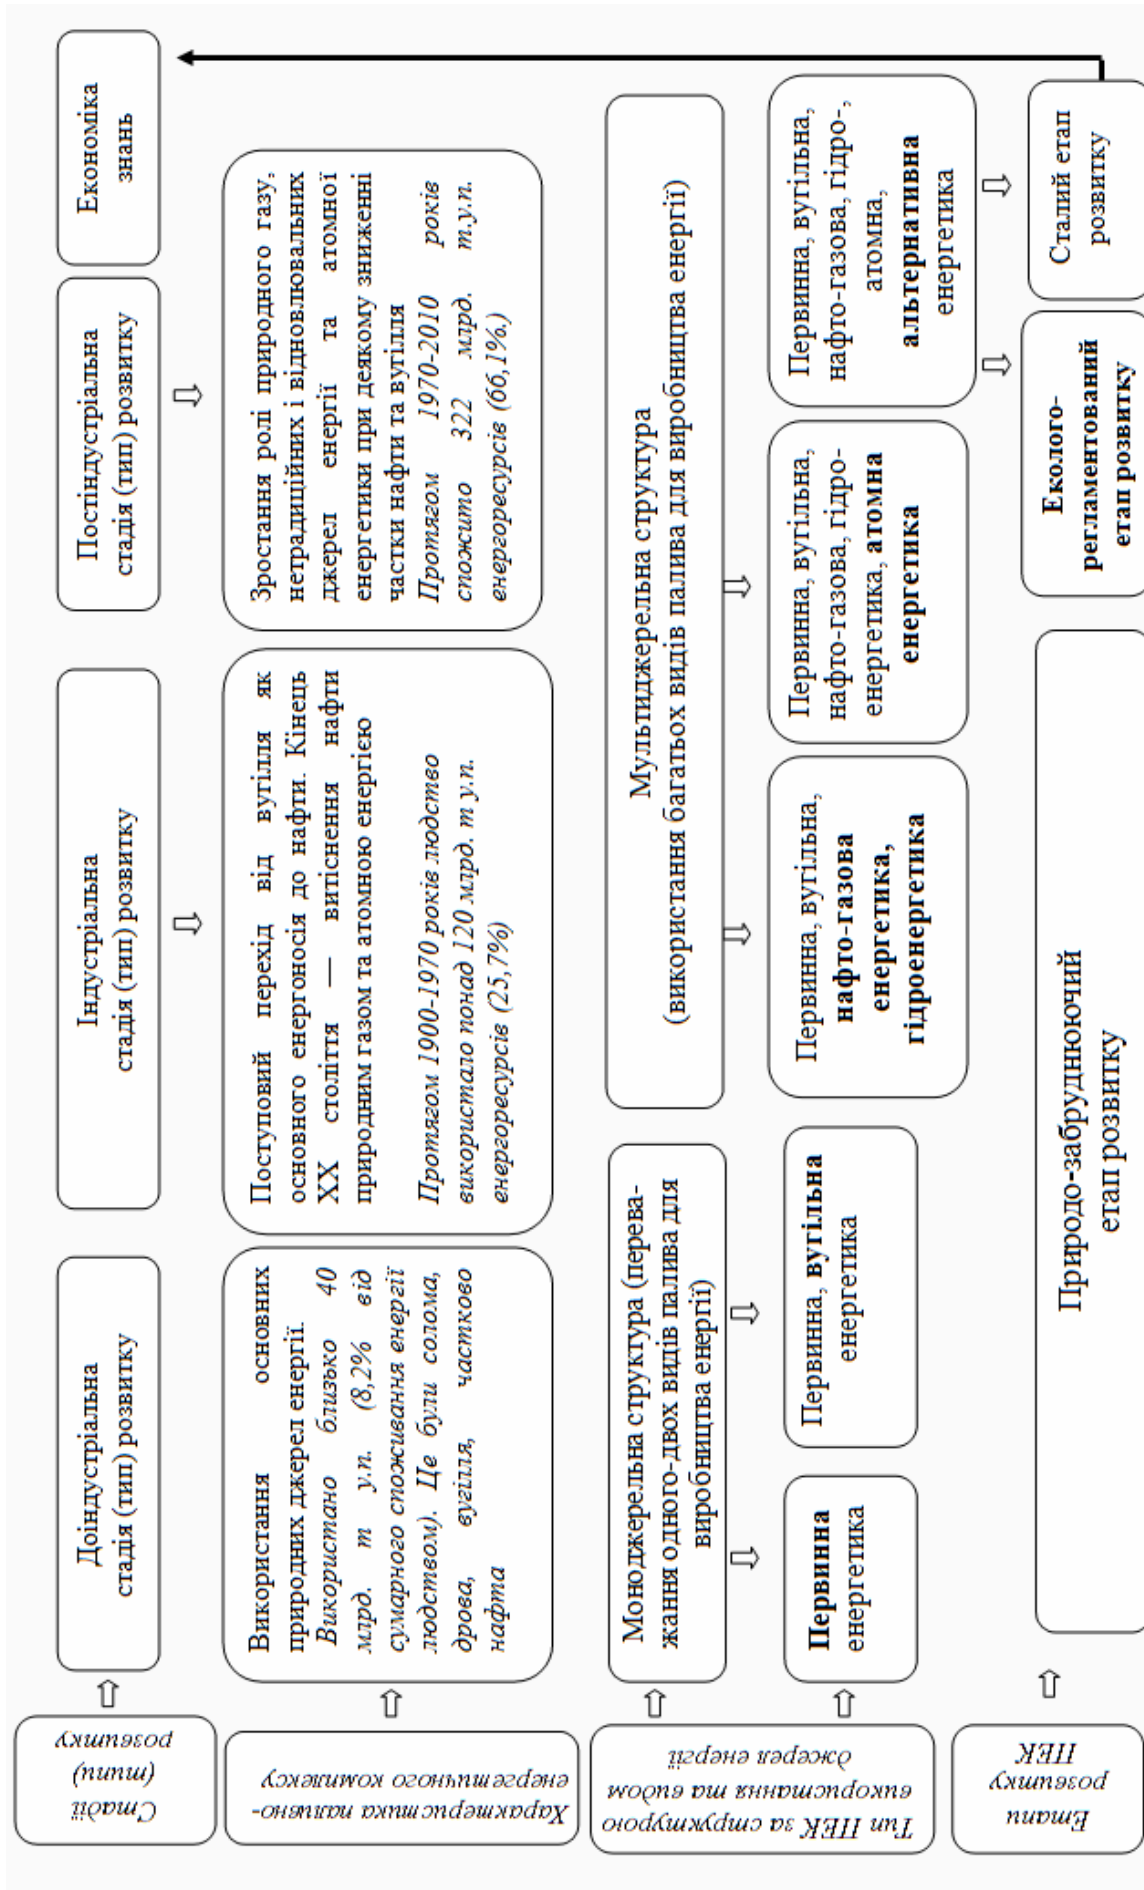 Стадії
(типи)
розвитку
Доіндустріальна
стадія (тип) розвитку
Індустріальна
стадія (тип) розвитку
Постіндустріальна
стадія (тип) розвитку
Економіка
знань
Характеристика паливно-
енергетичного комплексу
Використання основних
природних джерел енергії.
Використано близько 40
млрд. т у.п. (8,2% від
сумарного споживання енергії
людством). Це були солома,
дрова, вугілля, частково
нафта
Поступовий перехід від вугілля як
основного енергоносія до нафти. Кінець
XX століття — витіснення нафти
природним газом та атомною енергією
Протягом 1900-1970 років людство
використало понад 120 млрд. т у.п.
енергоресурсів (25,7%)
Зростання ролі природного газу,
нетрадиційних і відновлювальних
джерел енергії та атомної
енергетики при деякому зниженні
частки нафти та вугілля
Протягом 1970-2010 років
спожито 322 млрд. т.у.п.
енергоресурсів (66,1%.)
Тип ПЕК за структурою
використання та видом
джерел енергії
Моноджерельна структура (перева-
жання одного-двох видів палива для
виробництва енергії)
Мультиджерельна структура
(використання багатьох видів палива для виробництва енергії)
Первинна
енергетика
Первинна, вугільна
енергетика
Первинна, вугільна,
нафто-газова
енергетика,
гідроенергетика
Первинна, вугільна,
нафто-газова, гідро-
енергетика, атомна
енергетика
Первинна, вугільна,
нафто-газова, гідро-,
атомна,
альтернативна
енергетика
Етапи
розвитку
ПЕК
Природо-забруднюючий
етап розвитку
Еколого-
регламентований
етап розвитку
Сталий етап
розвитку